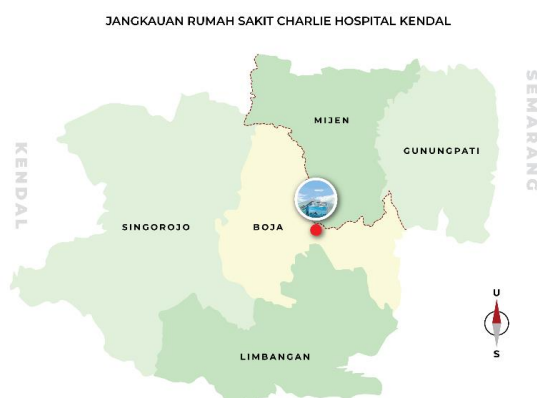 JANGKAUAN RUMAH SAKIT CHARLIE HOSPITAL KENDAL
MIJEN
GUNUNGPATI
SEMARANG
KENDAL
SINGOROJO
BOJA
LIMBANGAN
U
S